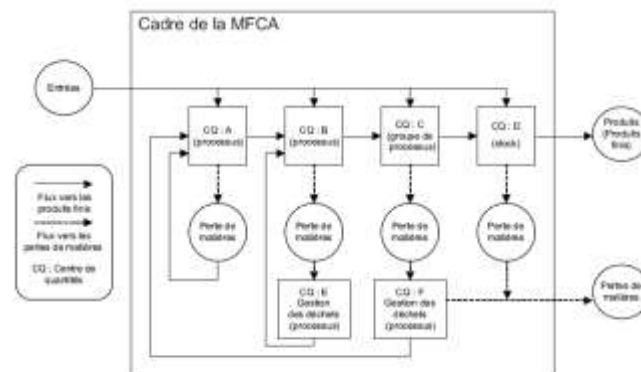 Cadre de la MFCA
Entrées
CQ : A
(processus)
CQ : B
(processus)
CQ : C
(groupe de
processus)
CQ : D
(stock)
Produits
(Produits
finis)
Flux vers les
produits finis
Flux vers les
pertes de matières
CQ : Centre de
quantités
Perte de
matières
Perte de
matières
Perte de
matières
Perte de
matières
CQ : E
Gestion
des déchets
(processus)
CQ : F
Gestion des
déchets
(processus)
Pertes de
matières